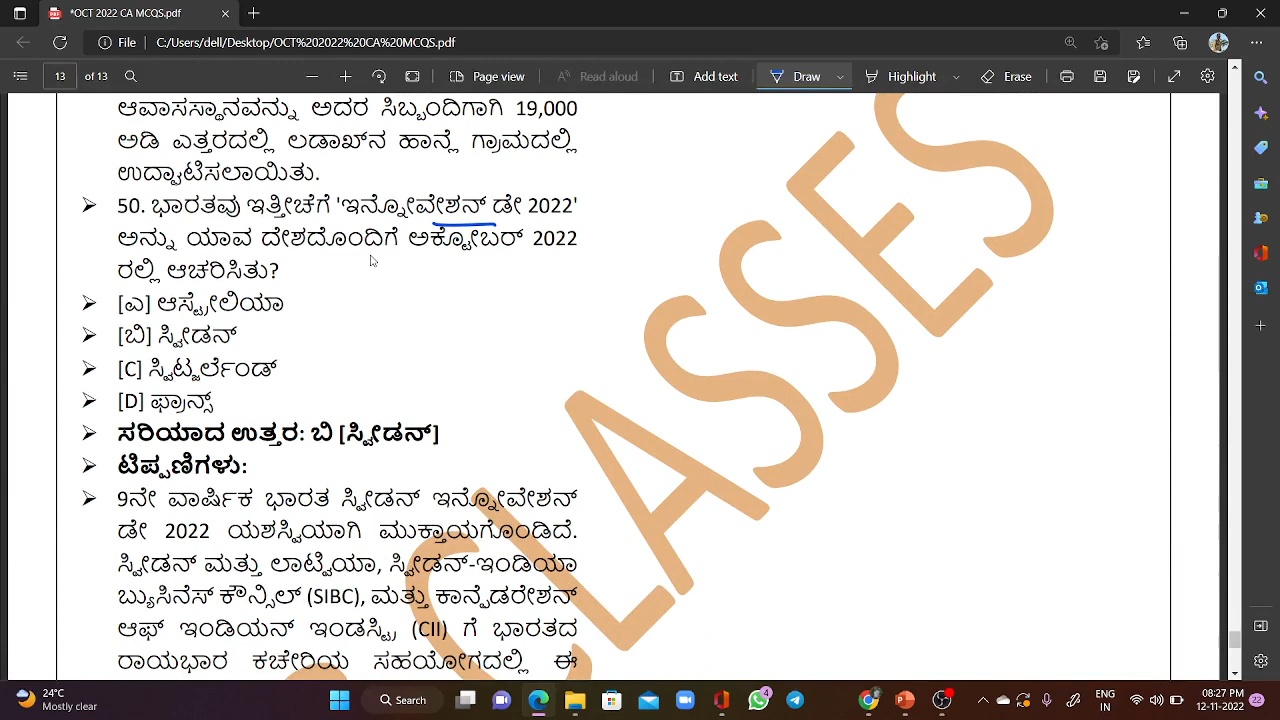 *OCT 2022 CA MCQS.pdf
File C:/Users/dell/Desktop/OCT%202022%20CA%20MCQS.pdf
13 of 13 Page view Read aloud Add text Draw Highlight Erase
ಆವಾಸಸ್ಥಾನವನ್ನು ಅದರ ಸಿಬ್ಬಂದಿಗಾಗಿ 19,000
ಅಡಿ ಎತ್ತರದಲ್ಲಿ ಲಡಾಖ್‌ನ ಹಾನ್ಲೆ ಗ್ರಾಮದಲ್ಲಿ
ಉದ್ಘಾಟಿಸಲಾಯಿತು.
50. ಭಾರತವು ಇತ್ತೀಚೆಗೆ 'ಇನ್ನೋವೇಶನ್ ಡೇ 2022'
ಅನ್ನು ಯಾವ ದೇಶದೊಂದಿಗೆ ಅಕ್ಟೋಬರ್ 2022
ರಲ್ಲಿ ಆಚರಿಸಿತು?
[ಎ] ಆಸ್ಟ್ರೇಲಿಯಾ
[ಬಿ] ಸ್ವೀಡನ್
[C] ಸ್ವಿಟ್ಜರ್ಲೆಂಡ್
[D] ಫ್ರಾನ್ಸ್
ಸರಿಯಾದ ಉತ್ತರ: ಬಿ [ಸ್ವೀಡನ್]
ಟಿಪ್ಪಣಿಗಳು:
9ನೇ ವಾರ್ಷಿಕ ಭಾರತ ಸ್ವೀಡನ್ ಇನ್ನೋವೇಶನ್
ಡೇ 2022 ಯಶಸ್ವಿಯಾಗಿ ಮುಕ್ತಾಯಗೊಂಡಿದೆ.
ಸ್ವೀಡನ್ ಮತ್ತು ಲಾಟ್ವಿಯಾ, ಸ್ವೀಡನ್-ಇಂಡಿಯಾ
ಬ್ಯುಸಿನೆಸ್ ಕೌನ್ಸಿಲ್ (SIBC), ಮತ್ತು ಕಾನ್ಫೆಡರೇಶನ್
ಆಫ್ ಇಂಡಿಯನ್ ಇಂಡಸ್ಟ್ರಿ (CII) ಗೆ ಭಾರತದ
ರಾಯಭಾರ ಕಚೇರಿಯ ಸಹಯೋಗದಲ್ಲಿ ಈ
CLASSES
24°C
Mostly clear
Search
4
ENG
IN
08:27 PM
12-11-2022
22